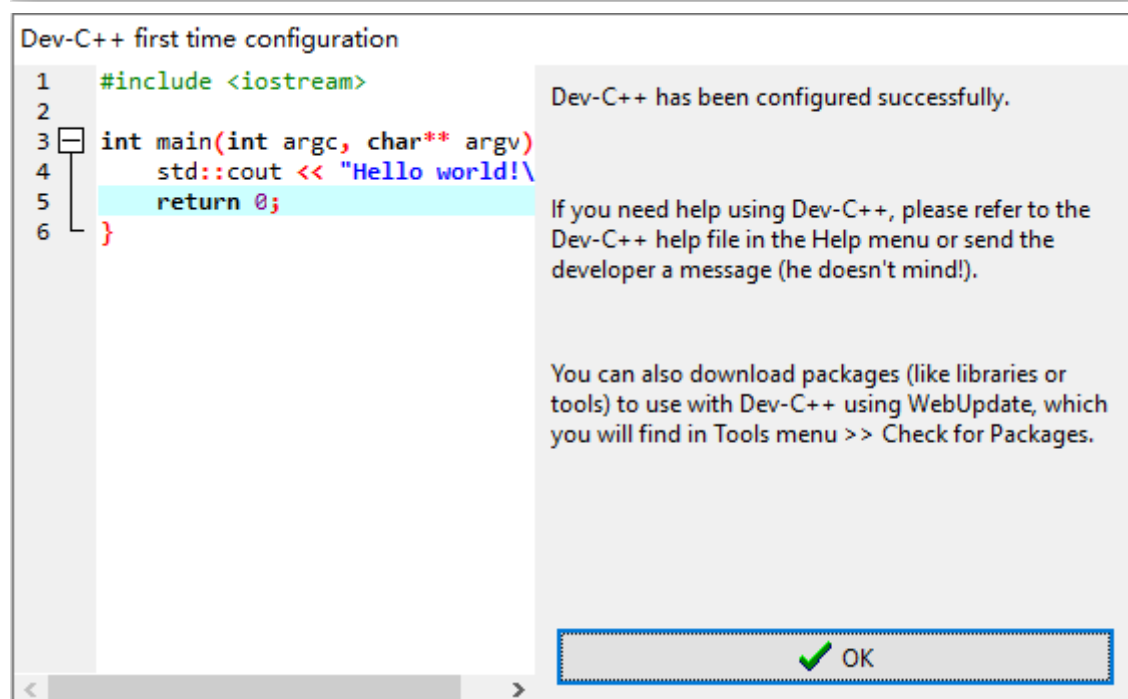 Dev-C++ first time configuration
1 #include <iostream>
2
3 int main(int argc, char** argv)
4 std::cout << "Hello world!\
5 return 0;
6 }
Dev-C++ has been configured successfully.
If you need help using Dev-C++, please refer to the
Dev-C++ help file in the Help menu or send the
developer a message (he doesn't mind!).
You can also download packages (like libraries or
tools) to use with Dev-C++ using WebUpdate, which
you will find in Tools menu >> Check for Packages.
OK